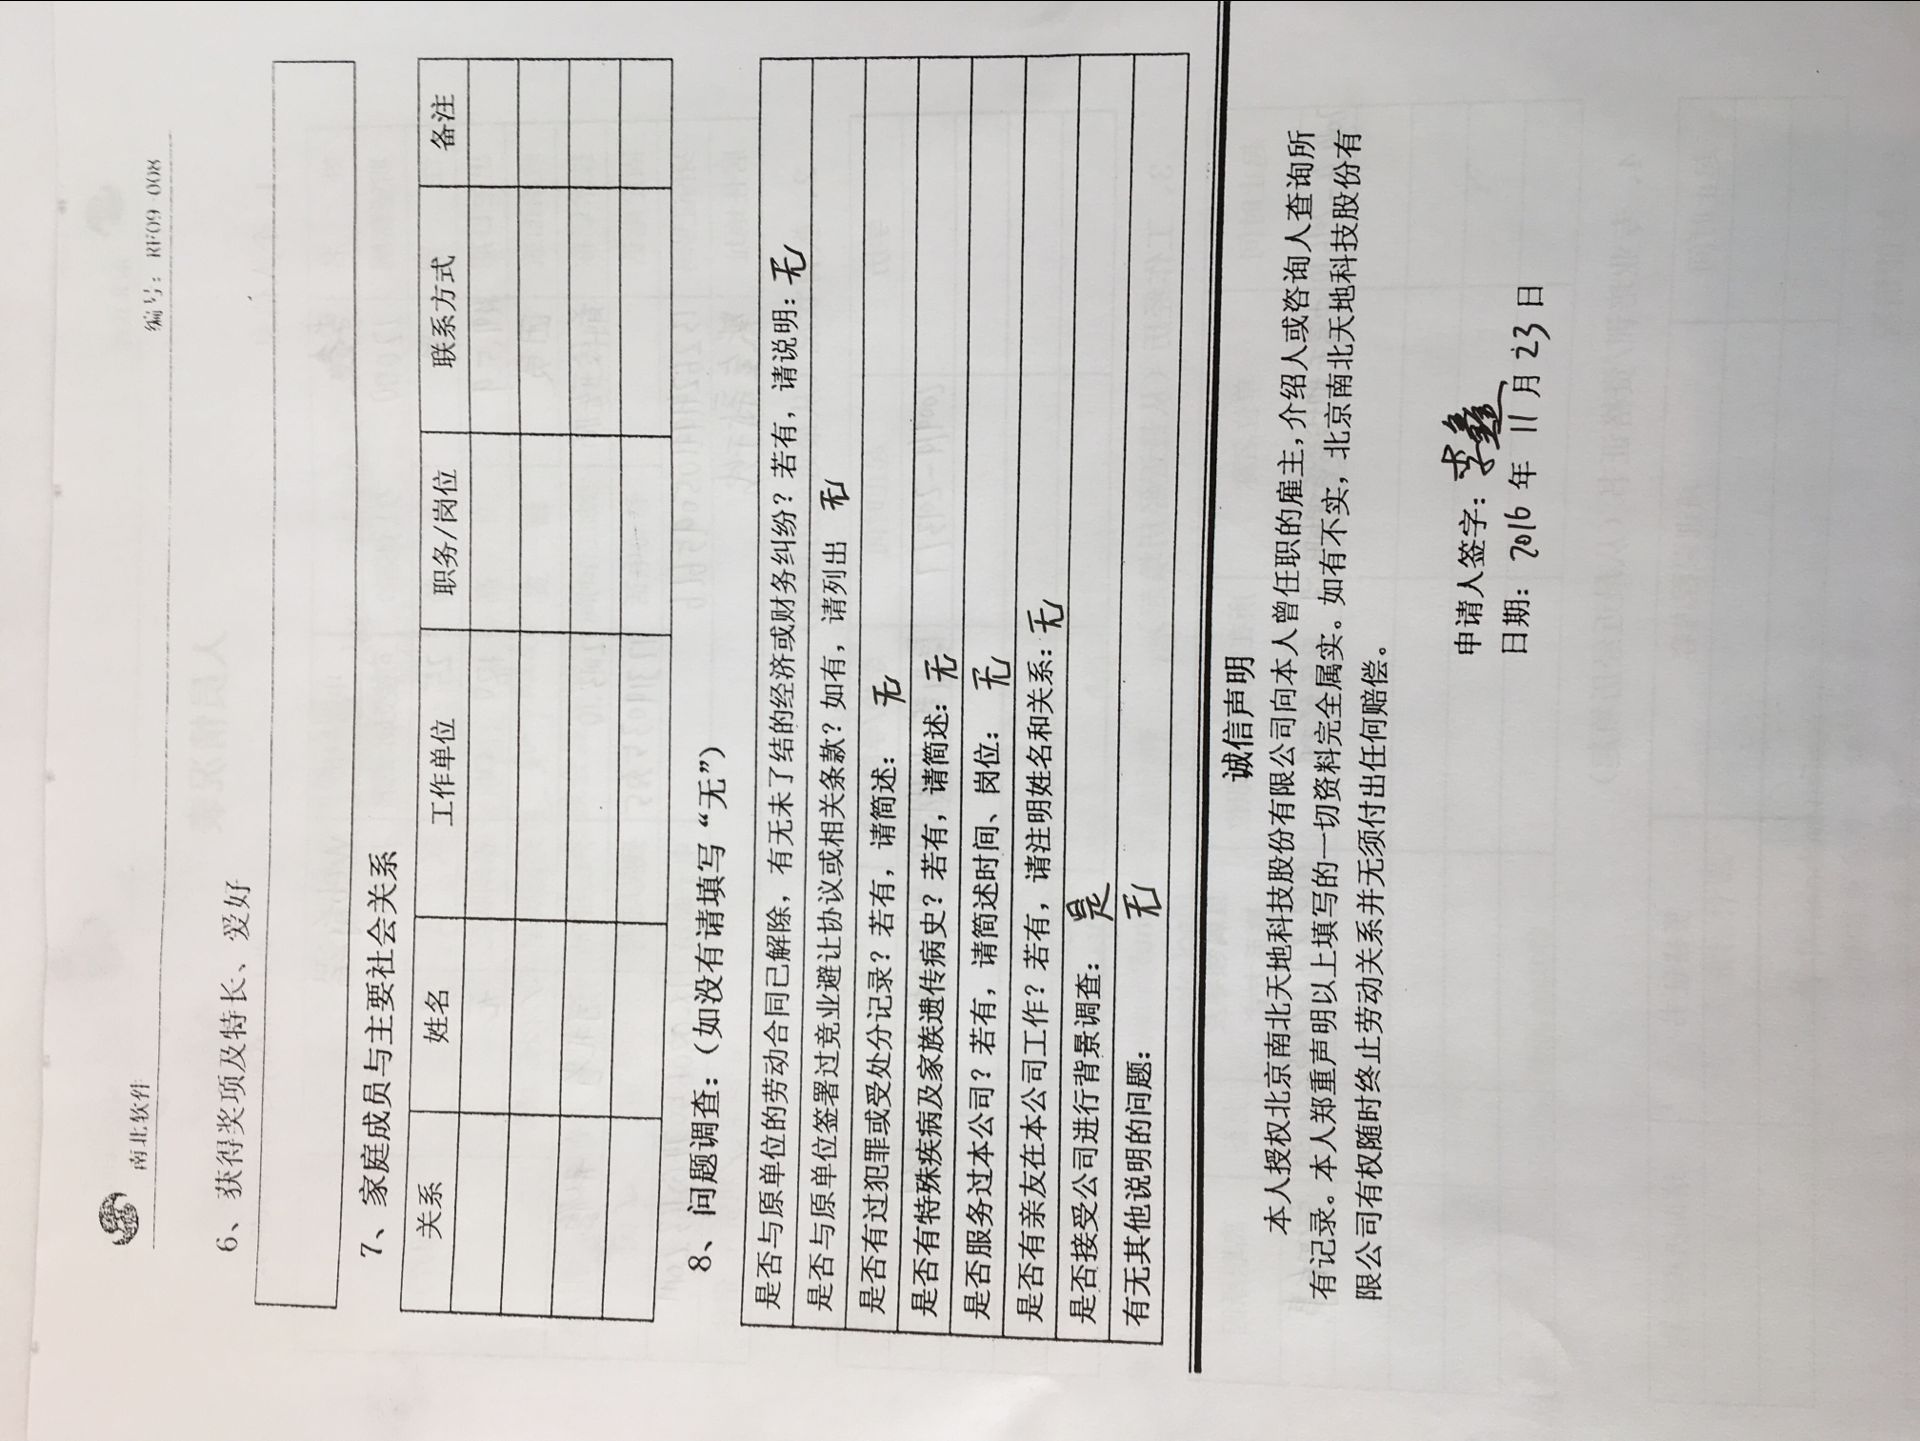 南北软件
编号：RF09-008
6、获得奖项及特长、爱好
7、家庭成员与主要社会关系
关系 姓名 工作单位 职务/岗位 联系方式 备注
8、问题调查：（如没有请填写“无”）
是否与原单位的劳动合同已解除，有无未了结的经济或财务纠纷？若有，请说明：无
是否与原单位签署过竞业避让协议或相关条款？如有，请列出 无
是否有过犯罪或受处分记录？若有，请简述： 无
是否有特殊疾病及家族遗传病史？若有，请简述：无
是否服务过本公司？若有，请简述时间、岗位： 无
是否有亲友在本公司工作？若有，请注明姓名和关系：无
是否接受公司进行背景调查： 是
有无其他说明的问题： 无
诚信声明
本人授权北京南北天地科技股份有限公司向本人曾任职的雇主，介绍人或咨询人查询所
有记录。本人郑重声明以上填写的一切资料完全属实。如有不实，北京南北天地科技股份有
限公司有权随时终止劳动关系并无须付出任何赔偿。
申请人签字：李鑫
日期：2016 年 11 月 23 日